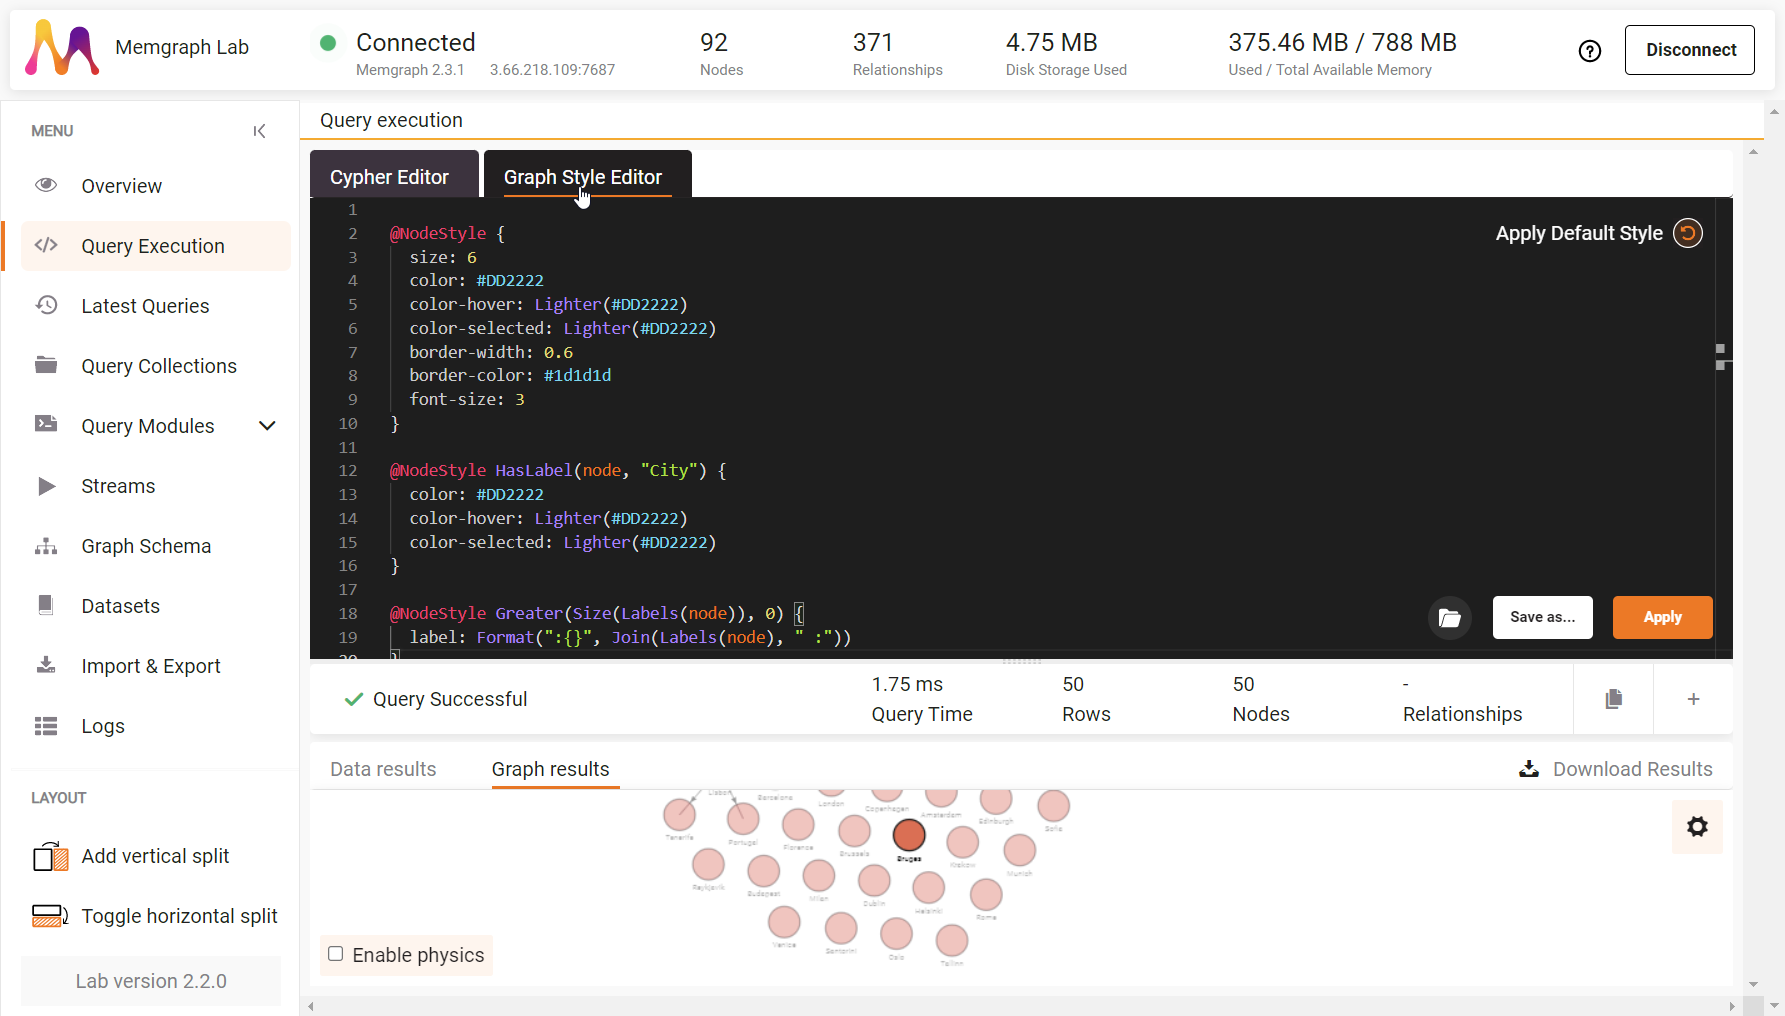 Memgraph Lab
Connected
Memgraph 2.3.1 3.66.218.109:7687
92
Nodes
371
Relationships
4.75 MB
Disk Storage Used
375.46 MB / 788 MB
Used / Total Available Memory
Disconnect
MENU
Overview
Query Execution
Latest Queries
Query Collections
Query Modules
Streams
Graph Schema
Datasets
Import & Export
Logs
LAYOUT
Add vertical split
Toggle horizontal split
Lab version 2.2.0
Query execution
Cypher Editor
Graph Style Editor
Apply Default Style
1
2 @NodeStyle {
3 size: 6
4 color: #DD2222
5 color-hover: Lighter(#DD2222)
6 color-selected: Lighter(#DD2222)
7 border-width: 0.6
8 border-color: #1d1d1d
9 font-size: 3
10 }
11
12 @NodeStyle HasLabel(node, "City") {
13 color: #DD2222
14 color-hover: Lighter(#DD2222)
15 color-selected: Lighter(#DD2222)
16 }
17
18 @NodeStyle Greater(Size(Labels(node)), 0) {
19 label: Format(":{}", Join(Labels(node), " :"))
20 }
Save as...
Apply
Query Successful
1.75 ms
Query Time
50
Rows
50
Nodes
-
Relationships
+
Data results
Graph results
Download Results
Lisbon
Barcelona
London
Copenhagen
Amsterdam
Edinburgh
Sofia
Tenerife
Portugal
Florence
Brussels
Bruges
Krakow
Munich
Reykjavik
Budapest
Milan
Dublin
Helsinki
Rome
Venice
Santorini
Oslo
Tallinn
Enable physics